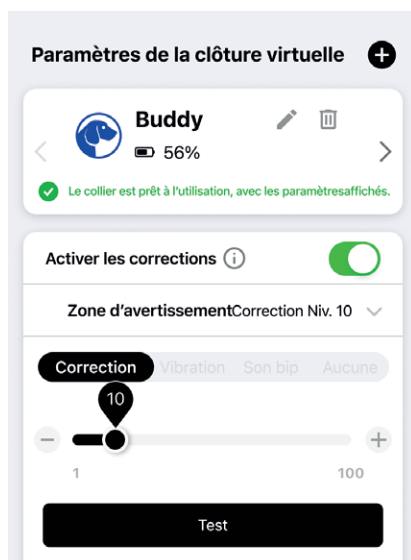 Paramètres de la clôture virtuelle
Buddy
56%
Le collier est prêt à l'utilisation, avec les paramètresaffichés.
Activer les corrections
Zone d'avertissementCorrection Niv. 10
Correction Vibration Son bip Aucune
10
1 100
Test